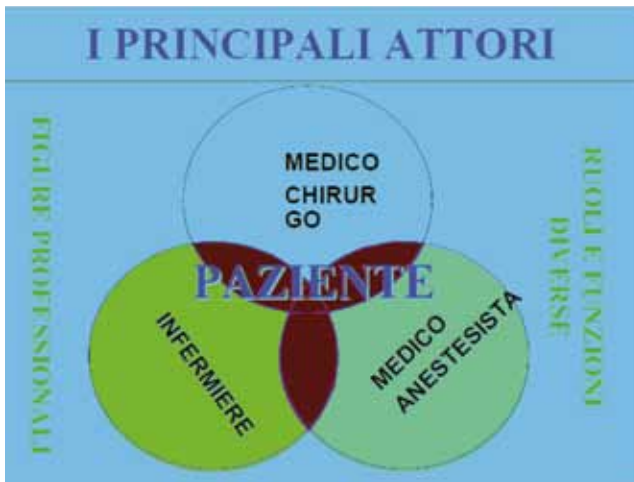 I PRINCIPALI ATTORI
FIGURE PROFESSIONALI
MEDICO
CHIRUR
GO
RUOLI E FUNZIONI
DIVERSE
PAZIENTE
INFERMIERE
MEDICO
ANESTESISTA